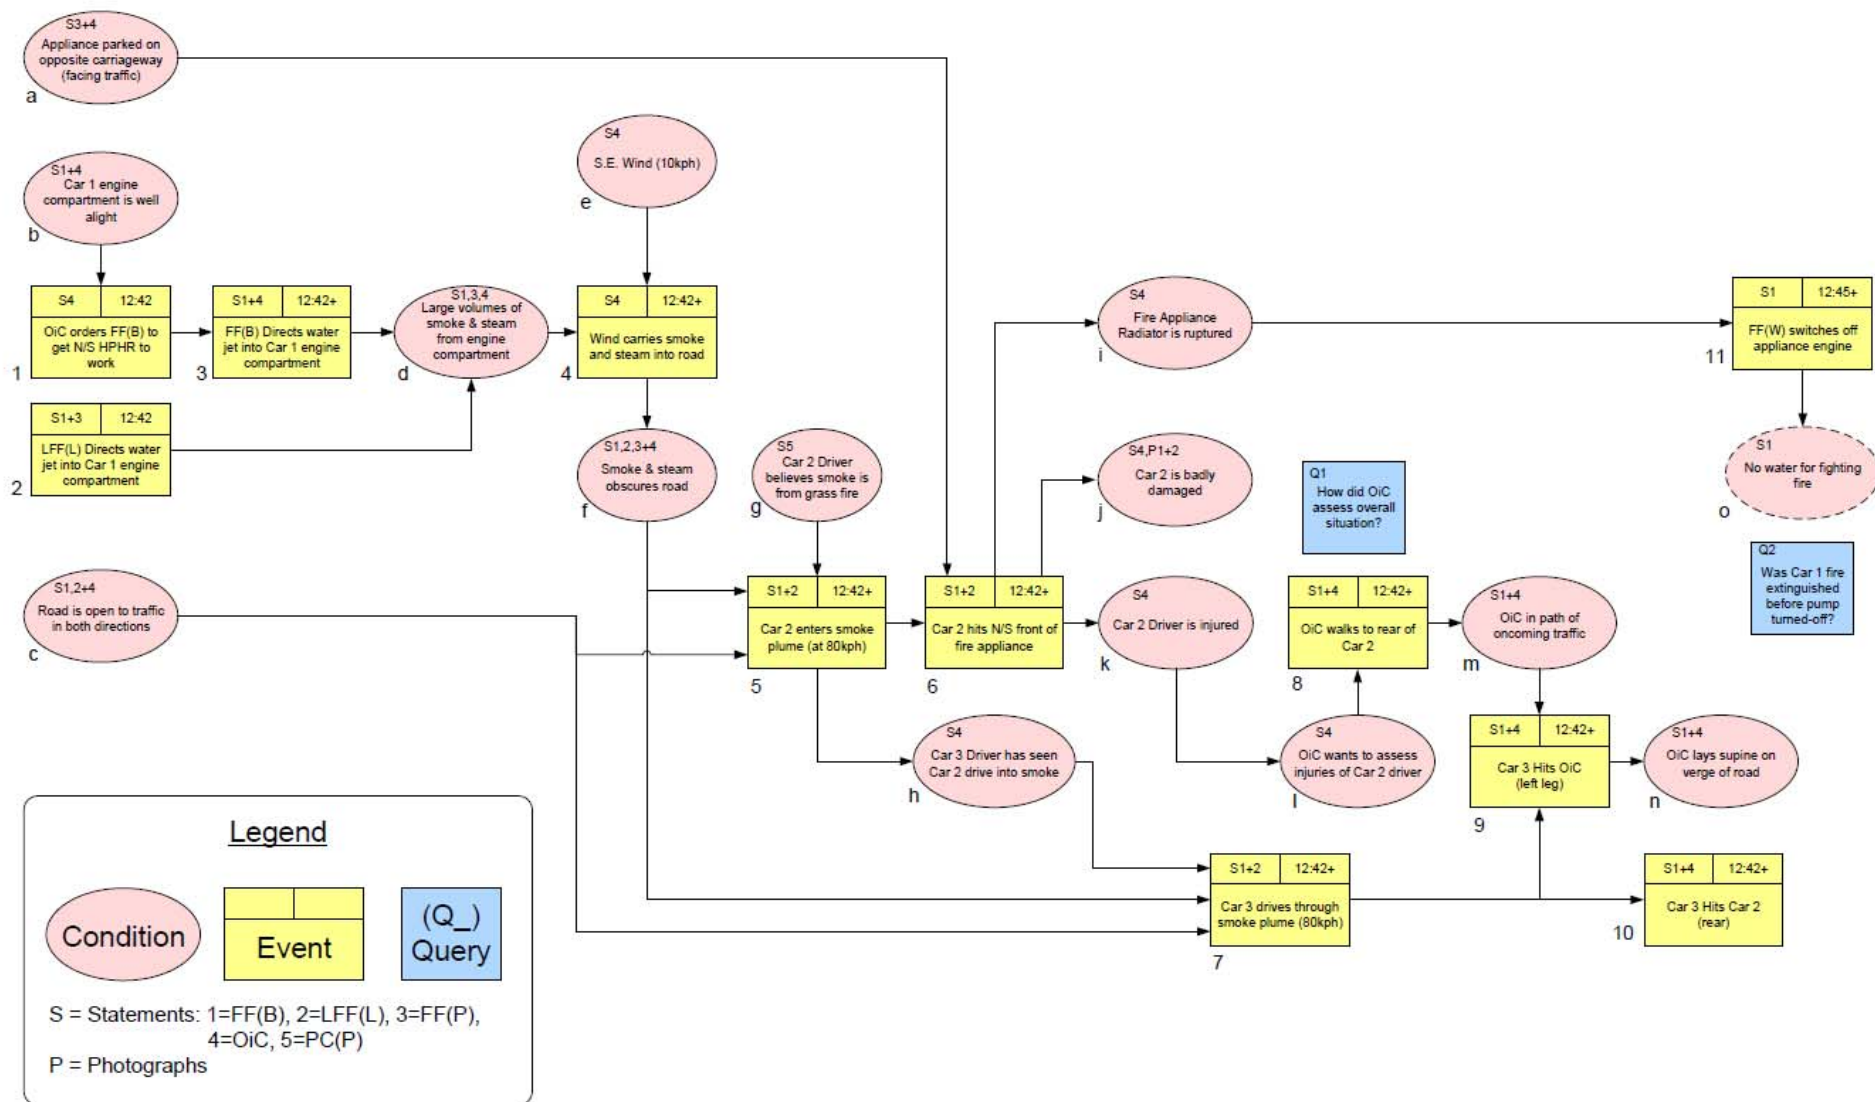 S3+4
Appliance parked on
opposite carriageway
(facing traffic)
a
S1+4
Car 1 engine
compartment is well
alight
b
S4
S.E. Wind (10kph)
e
S4 12:42
OiC orders FF(B) to
get N/S HPHR to
work
1
S1+4 12:42+
FF(B) Directs water
jet into Car 1 engine
compartment
3
S1,3,4
Large volumes of
smoke & steam
from engine
compartment
d
S4 12:42+
Wind carries smoke
and steam into road
4
S4
Fire Appliance
Radiator is ruptured
i
S1 12:45+
FF(W) switches off
appliance engine
11
S1+3 12:42
LFF(L) Directs water
jet into Car 1 engine
compartment
2
S1,2,3+4
Smoke & steam
obscures road
f
S5
Car 2 Driver
believes smoke is
from grass fire
g
S4,P1+2
Car 2 is badly
damaged
j
Q1
How did OiC
assess overall
situation?
S1
No water for fighting
fire
o
Q2
Was Car 1 fire
extinguished
before pump
turned-off?
S1,2+4
Road is open to traffic
in both directions
c
S1+2 12:42+
Car 2 enters smoke
plume (at 80kph)
5
S1+2 12:42+
Car 2 hits N/S front of
fire appliance
6
S4
Car 2 Driver is injured
k
S1+4 12:42+
OiC walks to rear of
Car 2
8
S1+4
OiC in path of
oncoming traffic
m
S4
Car 3 Driver has seen
Car 2 drive into smoke
h
S4
OiC wants to assess
injuries of Car 2 driver
l
S1+4 12:42+
Car 3 Hits OiC
(left leg)
9
S1+4
OiC lays supine on
verge of road
n
S1+2 12:42+
Car 3 drives through
smoke plume (80kph)
7
S1+4 12:42+
Car 3 Hits Car 2
(rear)
10
Legend
Condition
Event
(Q_)
Query
S = Statements: 1=FF(B), 2=LFF(L), 3=FF(P),
4=OiC, 5=PC(P)
P = Photographs